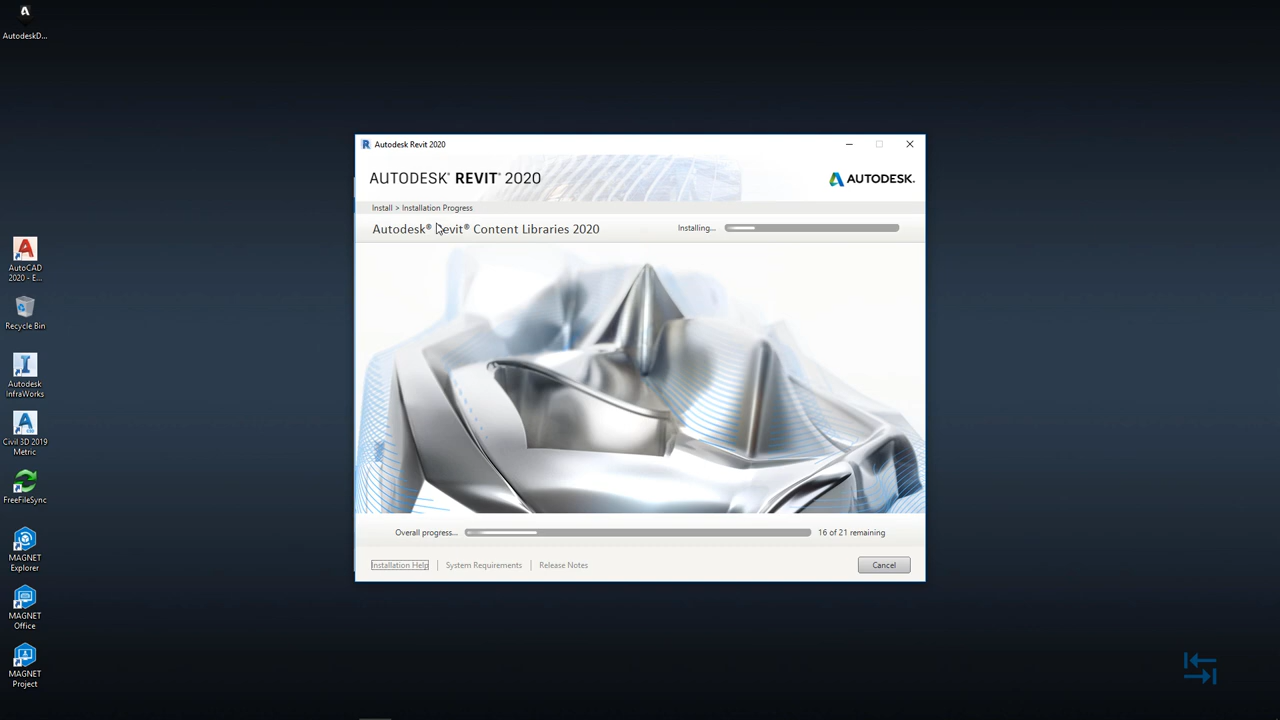 AutodeskD...
AutoCAD
2020 - E...
Recycle Bin
Autodesk
InfraWorks
Civil 3D 2019
Metric
FreeFileSync
MAGNET
Explorer
MAGNET
Office
MAGNET
Project
Autodesk Revit 2020
AUTODESK® REVIT® 2020
AUTODESK.
Install > Installation Progress
Autodesk® Revit® Content Libraries 2020
Installing...
Overall progress...
16 of 21 remaining
Installation Help
System Requirements
Release Notes
Cancel